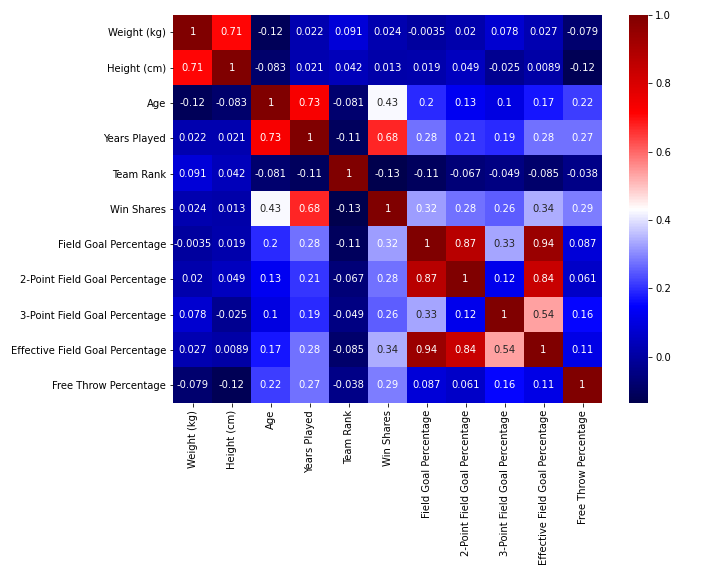 Weight (kg) 1 0.71 -0.12 0.022 0.091 0.024 -0.0035 0.02 0.078 0.027 -0.079
Height (cm) 0.71 1 -0.083 0.021 0.042 0.013 0.019 0.049 -0.025 0.0089 -0.12
Age -0.12 -0.083 1 0.73 -0.081 0.43 0.2 0.13 0.1 0.17 0.22
Years Played 0.022 0.021 0.73 1 -0.11 0.68 0.28 0.21 0.19 0.28 0.27
Team Rank 0.091 0.042 -0.081 -0.11 1 -0.13 -0.11 -0.067 -0.049 -0.085 -0.038
Win Shares 0.024 0.013 0.43 0.68 -0.13 1 0.32 0.28 0.26 0.34 0.29
Field Goal Percentage -0.0035 0.019 0.2 0.28 -0.11 0.32 1 0.87 0.33 0.94 0.087
2-Point Field Goal Percentage 0.02 0.049 0.13 0.21 -0.067 0.28 0.87 1 0.12 0.84 0.061
3-Point Field Goal Percentage 0.078 -0.025 0.1 0.19 -0.049 0.26 0.33 0.12 1 0.54 0.16
Effective Field Goal Percentage 0.027 0.0089 0.17 0.28 -0.085 0.34 0.94 0.84 0.54 1 0.11
Free Throw Percentage -0.079 -0.12 0.22 0.27 -0.038 0.29 0.087 0.061 0.16 0.11 1
Weight (kg)
Height (cm)
Age
Years Played
Team Rank
Win Shares
Field Goal Percentage
2-Point Field Goal Percentage
3-Point Field Goal Percentage
Effective Field Goal Percentage
Free Throw Percentage
1.0
0.8
0.6
0.4
0.2
0.0